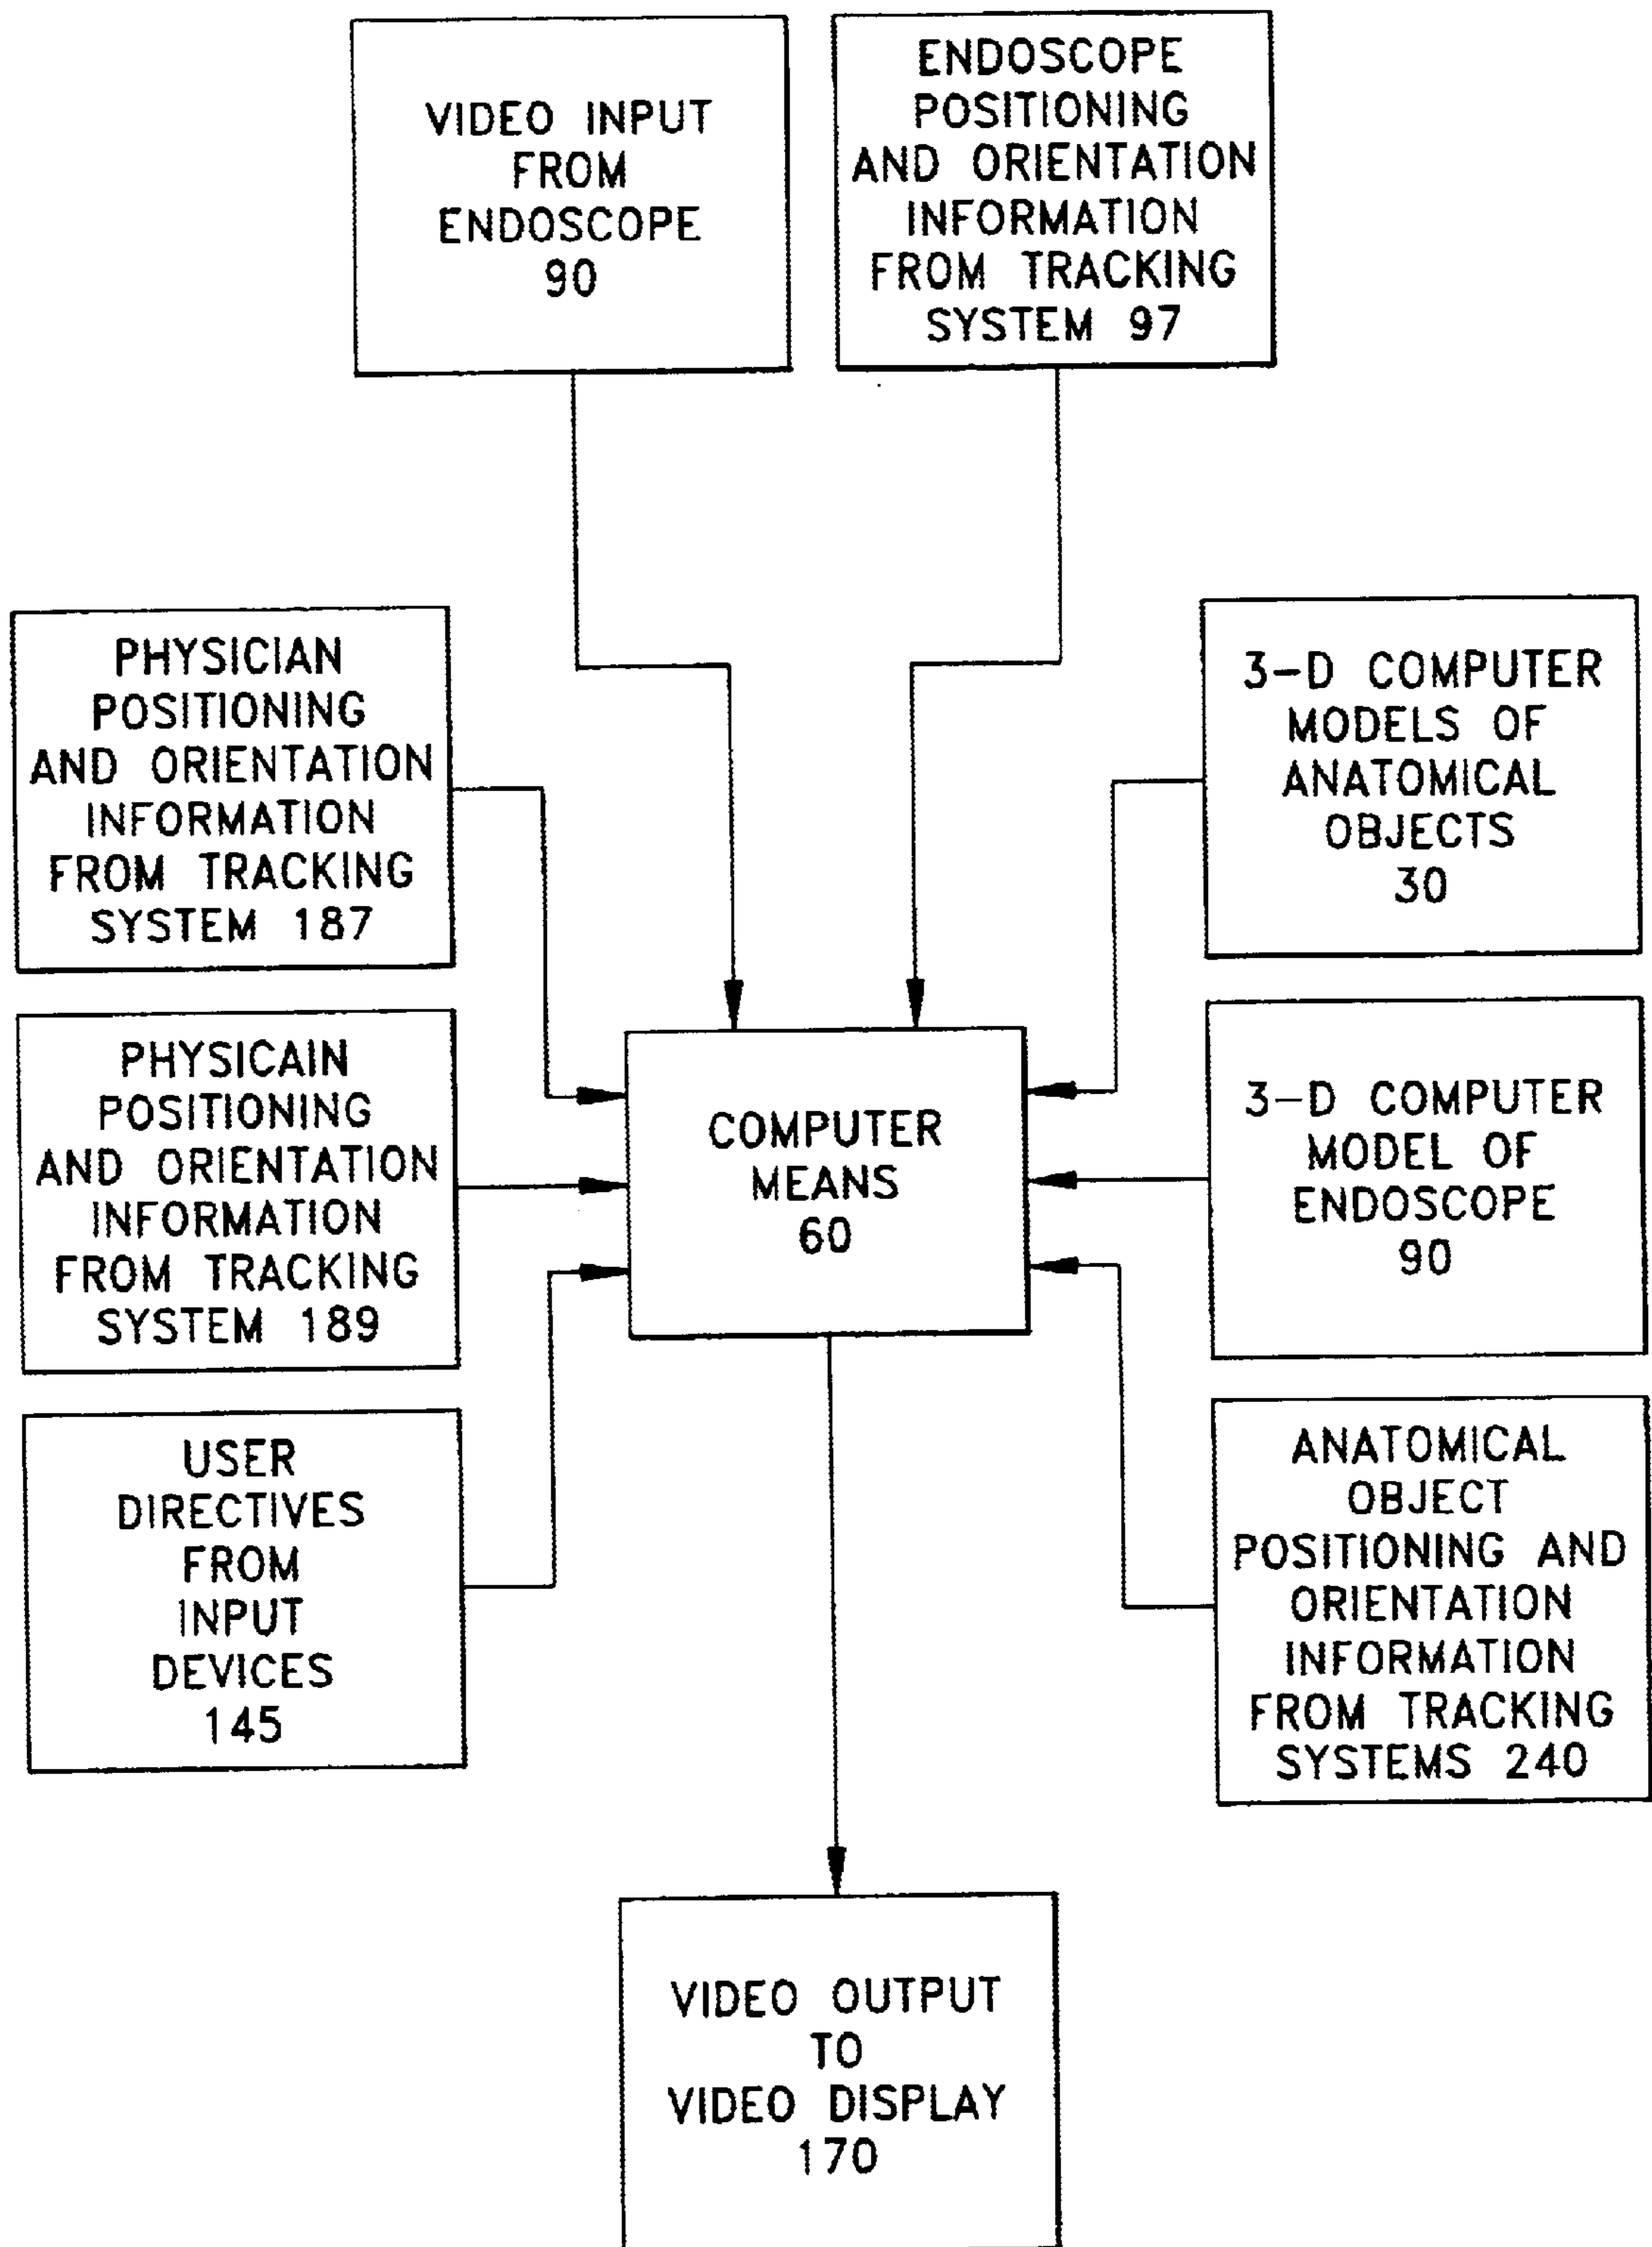 VIDEO INPUT
FROM
ENDOSCOPE
90
ENDOSCOPE
POSITIONING
AND ORIENTATION
INFORMATION
FROM TRACKING
SYSTEM 97
PHYSICIAN
POSITIONING
AND ORIENTATION
INFORMATION
FROM TRACKING
SYSTEM 187
3-D COMPUTER
MODELS OF
ANATOMICAL
OBJECTS
30
PHYSICAIN
POSITIONING
AND ORIENTATION
INFORMATION
FROM TRACKING
SYSTEM 189
COMPUTER
MEANS
60
3-D COMPUTER
MODEL OF
ENDOSCOPE
90
USER
DIRECTIVES
FROM
INPUT
DEVICES
145
ANATOMICAL
OBJECT
POSITIONING AND
ORIENTATION
INFORMATION
FROM TRACKING
SYSTEMS 240
VIDEO OUTPUT
TO
VIDEO DISPLAY
170